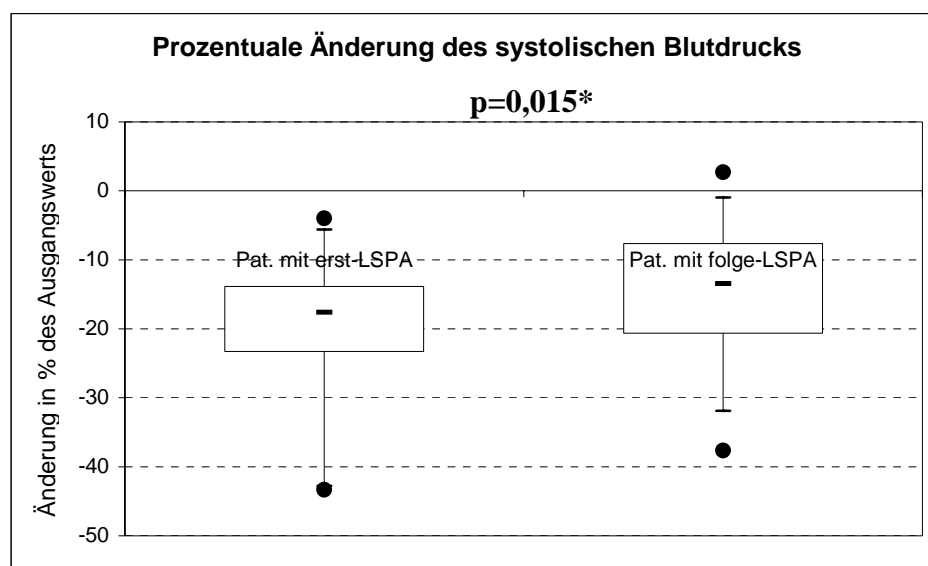 Prozentuale Änderung des systolischen Blutdrucks
p=0,015*
Änderung in % des Ausgangswerts
10
0
-10
-20
-30
-40
-50
Pat. mit erst-LSPA
Pat. mit folge-LSPA